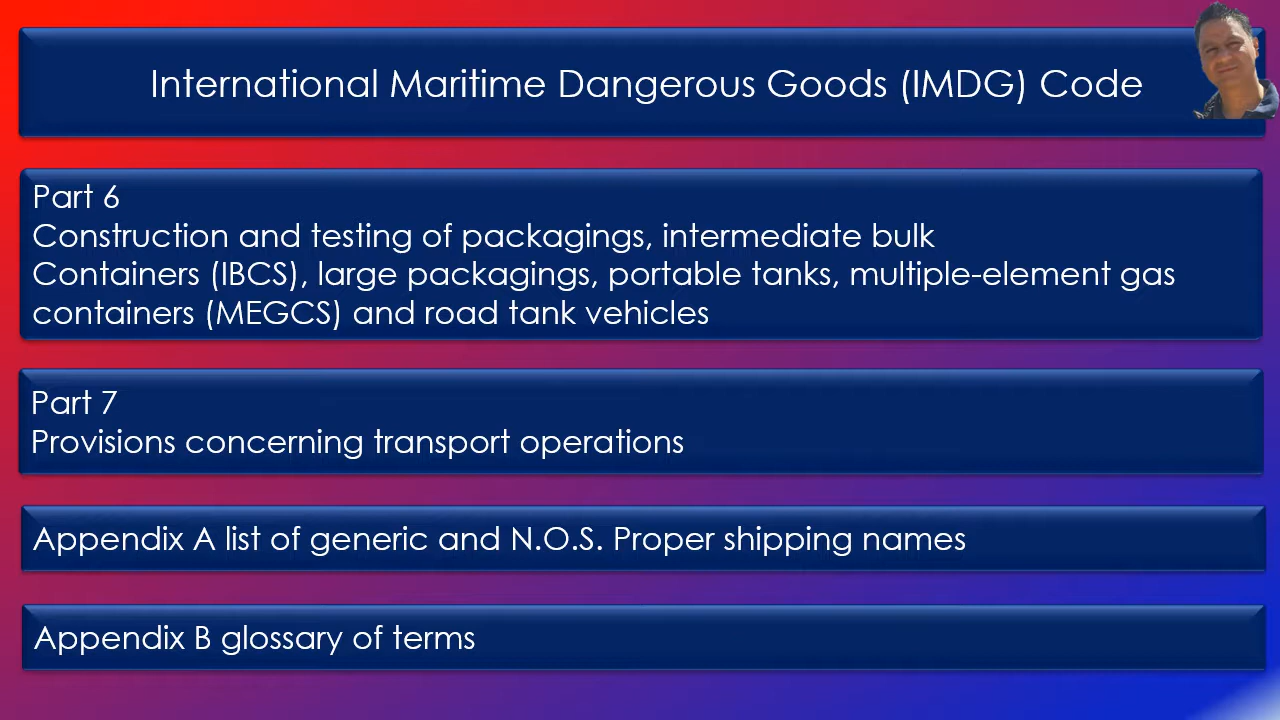 International Maritime Dangerous Goods (IMDG) Code
Part 6
Construction and testing of packagings, intermediate bulk
Containers (IBCS), large packagings, portable tanks, multiple-element gas
containers (MEGCS) and road tank vehicles
Part 7
Provisions concerning transport operations
Appendix A list of generic and N.O.S. Proper shipping names
Appendix B glossary of terms